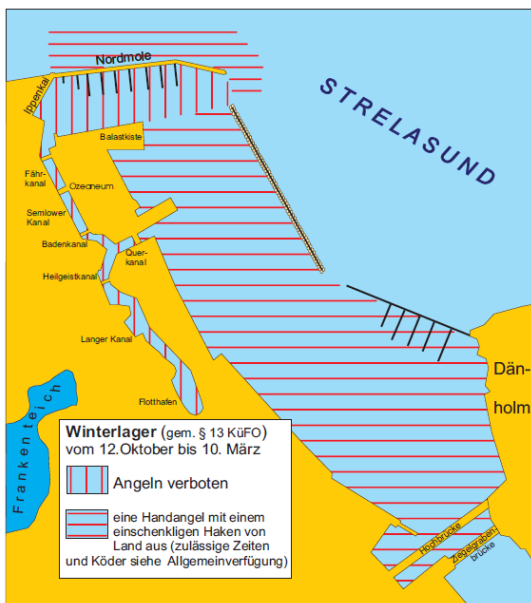 Nordmole
Ippenkai
STRELASUND
Balastkiste
Fähr-
kanal
Ozeaneum
Semlower
Kanal
Badenkanal
Quer-
kanal
Heilgeistkanal
Langer Kanal
Flotthafen
Dän-
holm
Frankenteich
Winterlager (gem. § 13 KüFO)
vom 12.Oktober bis 10. März
Angeln verboten
eine Handangel mit einem
einschenkligen Haken von
Land aus (zulässige Zeiten
und Köder siehe Allgemeinverfügung)
Hochbrücke
Ziegelgraben-
brücke